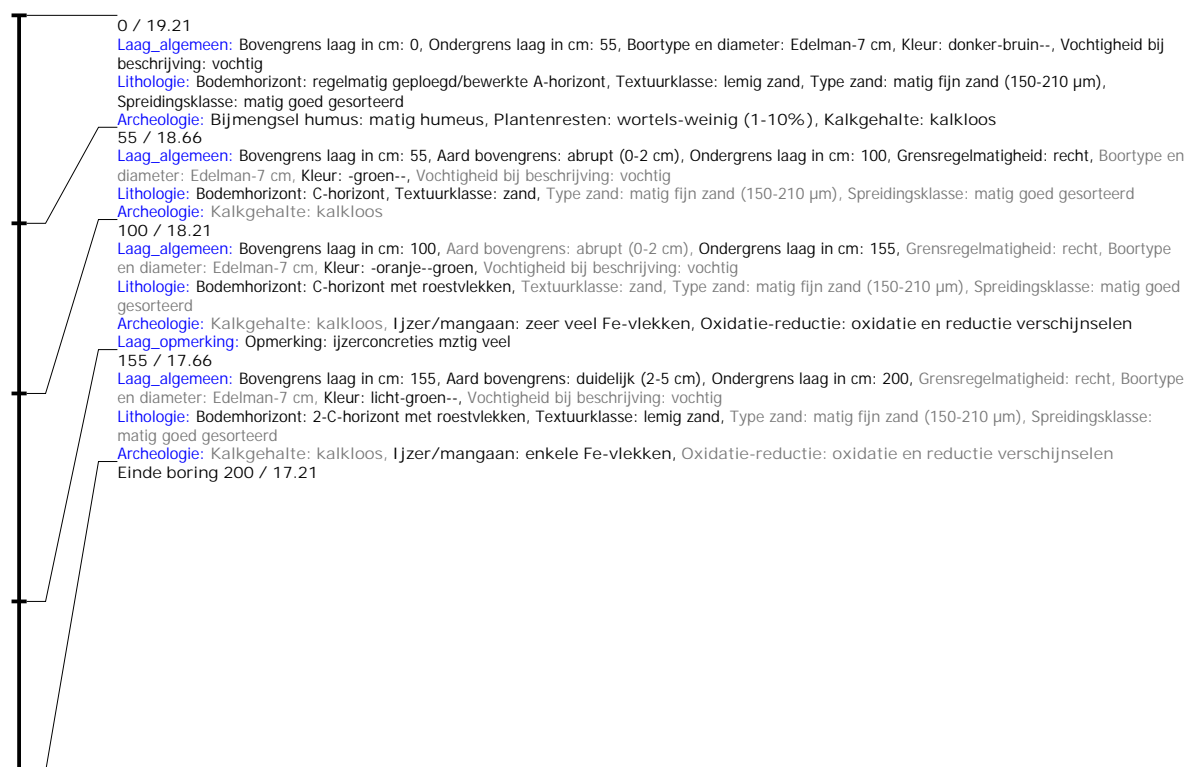 0 / 19.21
Laag_algemeen: Bovengrens laag in cm: 0, Ondergrens laag in cm: 55, Boortype en diameter: Edelman-7 cm, Kleur: donker-bruin--, Vochtigheid bij
beschrijving: vochtig
Lithologie: Bodemhorizont: regelmatig geploegd/bewerkte A-horizont, Textuurklasse: lemig zand, Type zand: matig fijn zand (150-210 µm),
Spreidingsklasse: matig goed gesorteerd
Archeologie: Bijmengsel humus: matig humeus, Plantenresten: wortels-weinig (1-10%), Kalkgehalte: kalkloos
55 / 18.66
Laag_algemeen: Bovengrens laag in cm: 55, Aard bovengrens: abrupt (0-2 cm), Ondergrens laag in cm: 100, Grensregelmatigheid: recht, Boortype en
diameter: Edelman-7 cm, Kleur: -groen--, Vochtigheid bij beschrijving: vochtig
Lithologie: Bodemhorizont: C-horizont, Textuurklasse: zand, Type zand: matig fijn zand (150-210 µm), Spreidingsklasse: matig goed gesorteerd
Archeologie: Kalkgehalte: kalkloos
100 / 18.21
Laag_algemeen: Bovengrens laag in cm: 100, Aard bovengrens: abrupt (0-2 cm), Ondergrens laag in cm: 155, Grensregelmatigheid: recht, Boortype
en diameter: Edelman-7 cm, Kleur: -oranje--groen, Vochtigheid bij beschrijving: vochtig
Lithologie: Bodemhorizont: C-horizont met roestvlekken, Textuurklasse: zand, Type zand: matig fijn zand (150-210 µm), Spreidingsklasse: matig goed
gesorteerd
Archeologie: Kalkgehalte: kalkloos, Ijzer/mangaan: zeer veel Fe-vlekken, Oxidatie-reductie: oxidatie en reductie verschijnselen
Laag_opmerking: Opmerking: ijzerconcreties mztig veel
155 / 17.66
Laag_algemeen: Bovengrens laag in cm: 155, Aard bovengrens: duidelijk (2-5 cm), Ondergrens laag in cm: 200, Grensregelmatigheid: recht, Boortype
en diameter: Edelman-7 cm, Kleur: licht-groen--, Vochtigheid bij beschrijving: vochtig
Lithologie: Bodemhorizont: 2-C-horizont met roestvlekken, Textuurklasse: lemig zand, Type zand: matig fijn zand (150-210 µm), Spreidingsklasse:
matig goed gesorteerd
Archeologie: Kalkgehalte: kalkloos, Ijzer/mangaan: enkele Fe-vlekken, Oxidatie-reductie: oxidatie en reductie verschijnselen
Einde boring 200 / 17.21